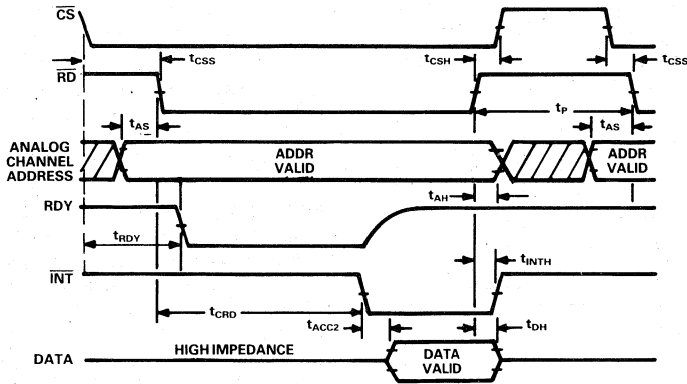 CS
tCSS
tCSH
tCSS
RD
tP
tAS
tAS
ANALOG
CHANNEL
ADDRESS
ADDR
VALID
ADDR
VALID
tAH
RDY
tRDY
INT
tINTH
tCRD
tACC2
tDH
DATA
HIGH IMPEDANCE
DATA
VALID